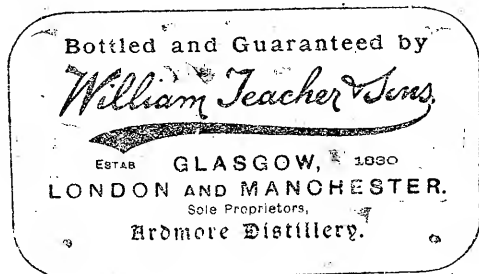 Bottled and Guaranteed by
William Teacher & Sons.
ESTAB GLASGOW, 1830
LONDON AND MANCHESTER.
Sole Proprietors,
Ardmore Distillery.